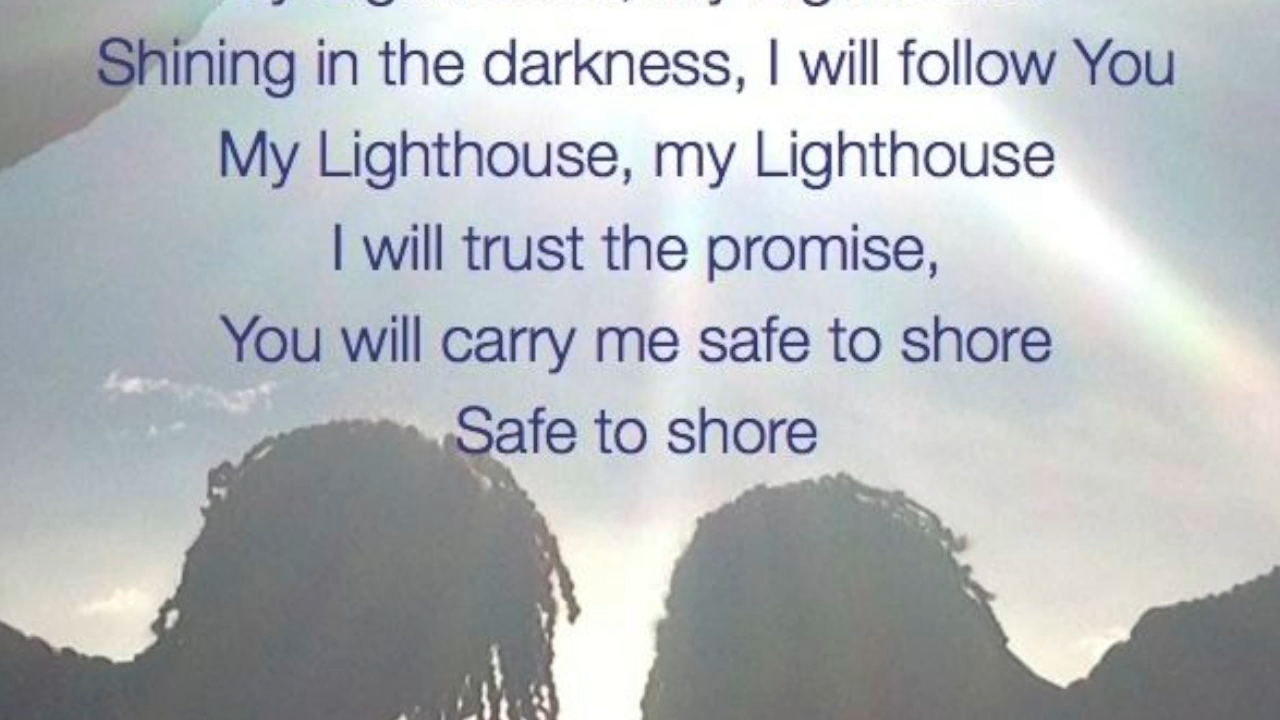 Shining in the darkness, I will follow You
My Lighthouse, my Lighthouse
I will trust the promise,
You will carry me safe to shore
Safe to shore